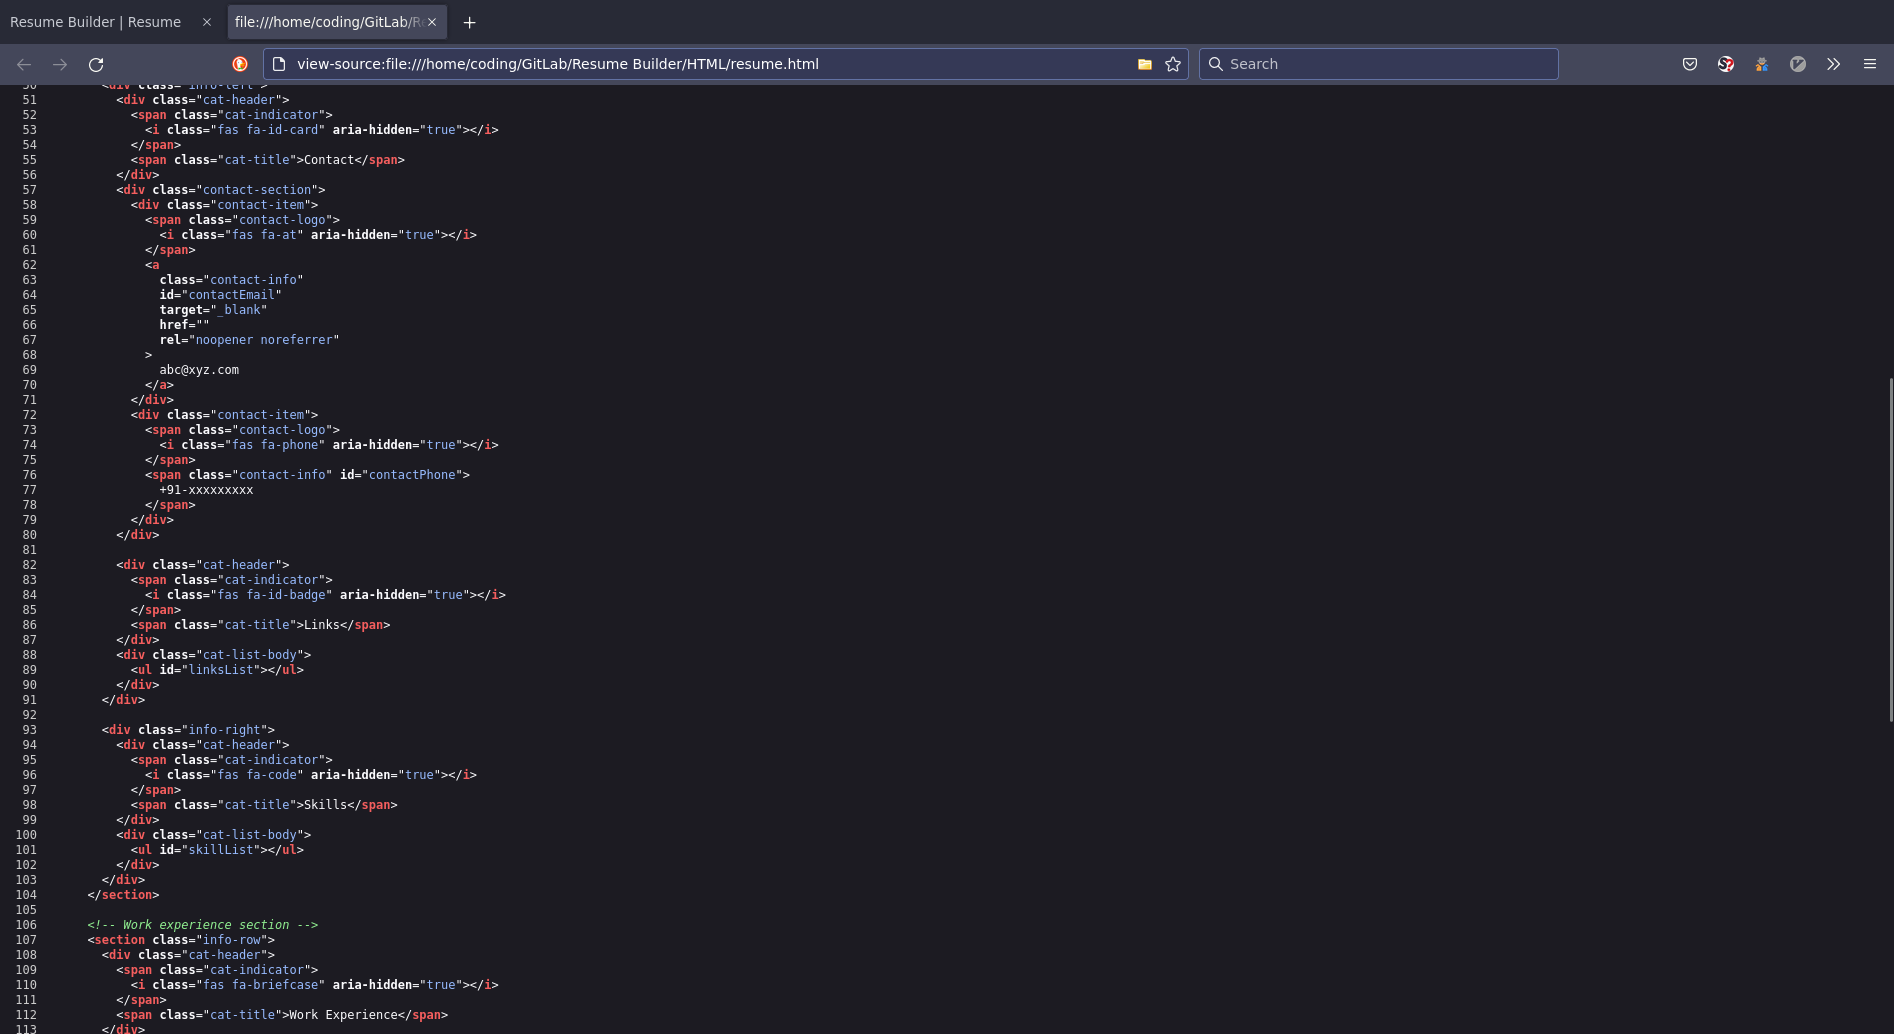 Resume Builder | Resume
file:///home/coding/GitLab/Re
view-source:file:///home/coding/GitLab/Resume Builder/HTML/resume.html
Search
50 <div class="info-left">
51 <div class="cat-header">
52 <span class="cat-indicator">
53 <i class="fas fa-id-card" aria-hidden="true"></i>
54 </span>
55 <span class="cat-title">Contact</span>
56 </div>
57 <div class="contact-section">
58 <div class="contact-item">
59 <span class="contact-logo">
60 <i class="fas fa-at" aria-hidden="true"></i>
61 </span>
62 <a
63 class="contact-info"
64 id="contactEmail"
65 target="_blank"
66 href=""
67 rel="noopener noreferrer"
68 >
69 abc@xyz.com
70 </a>
71 </div>
72 <div class="contact-item">
73 <span class="contact-logo">
74 <i class="fas fa-phone" aria-hidden="true"></i>
75 </span>
76 <span class="contact-info" id="contactPhone">
77 +91-xxxxxxxxx
78 </span>
79 </div>
80 </div>
81
82 <div class="cat-header">
83 <span class="cat-indicator">
84 <i class="fas fa-id-badge" aria-hidden="true"></i>
85 </span>
86 <span class="cat-title">Links</span>
87 </div>
88 <div class="cat-list-body">
89 <ul id="linksList"></ul>
90 </div>
91 </div>
92
93 <div class="info-right">
94 <div class="cat-header">
95 <span class="cat-indicator">
96 <i class="fas fa-code" aria-hidden="true"></i>
97 </span>
98 <span class="cat-title">Skills</span>
99 </div>
100 <div class="cat-list-body">
101 <ul id="skillList"></ul>
102 </div>
103 </div>
104 </section>
105
106 <!-- Work experience section -->
107 <section class="info-row">
108 <div class="cat-header">
109 <span class="cat-indicator">
110 <i class="fas fa-briefcase" aria-hidden="true"></i>
111 </span>
112 <span class="cat-title">Work Experience</span>
113 </div>